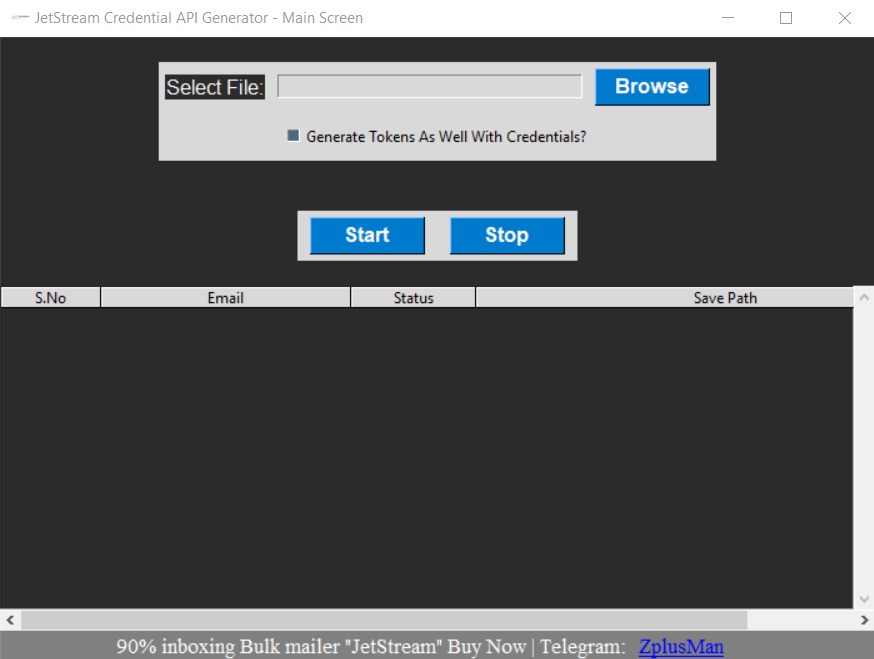 JetStream Credential API Generator - Main Screen
Select File:
Browse
Generate Tokens As Well With Credentials?
Start Stop
S.No Email Status Save Path
90% inboxing Bulk mailer "JetStream" Buy Now | Telegram: ZplusMan